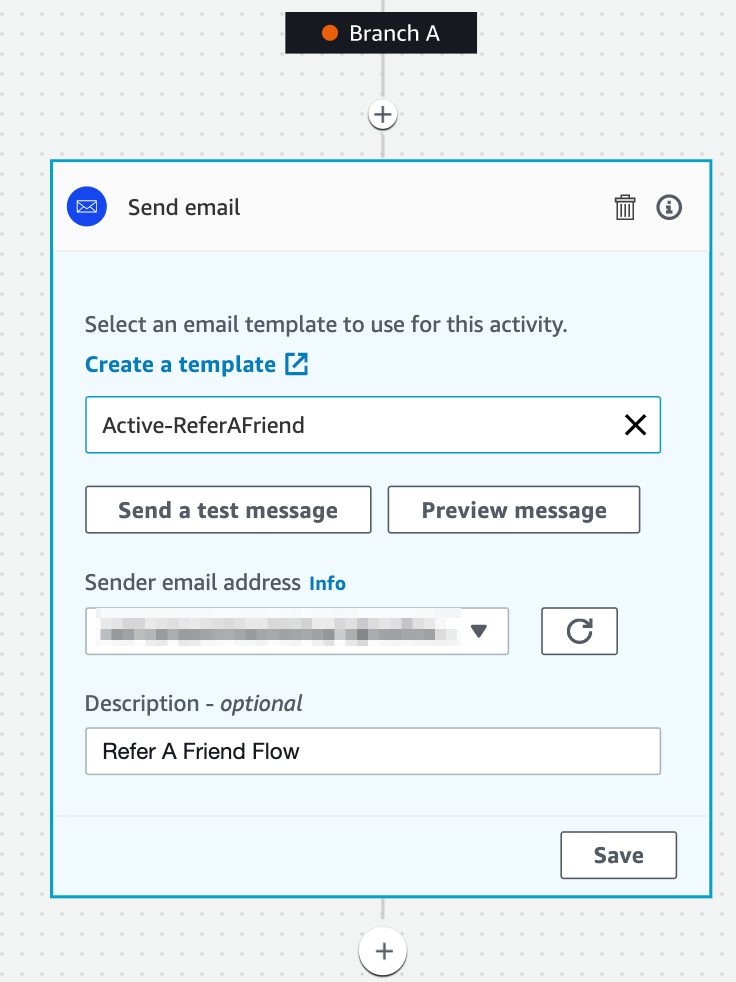 Branch A
Send email
Select an email template to use for this activity.
Create a template
Active-ReferAFriend
Send a test message
Preview message
Sender email address Info
Description - optional
Refer A Friend Flow
Save